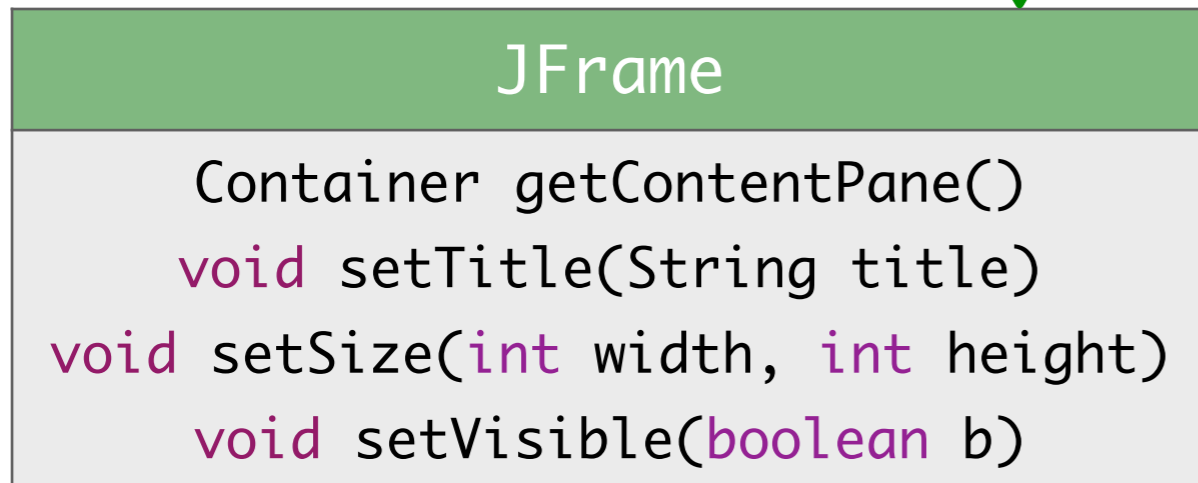 JFrame
Container getContentPane()
void setTitle(String title)
void setSize(int width, int height)
void setVisible(boolean b)